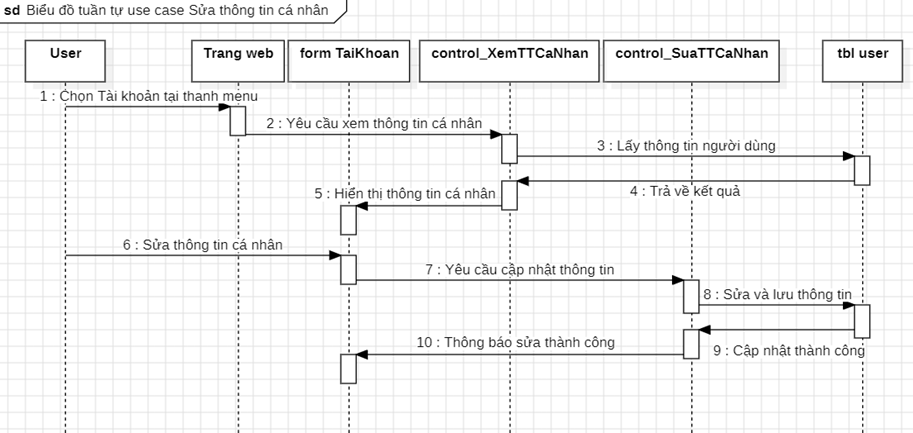 sd Biểu đồ tuần tự use case Sửa thông tin cá nhân
User
Trang web
form TaiKhoan
control_XemTTCaNhan
control_SuaTTCaNhan
tbl user
1 : Chọn Tài khoản tại thanh menu
2 : Yêu cầu xem thông tin cá nhân
3 : Lấy thông tin người dùng
4 : Trả về kết quả
5 : Hiển thị thông tin cá nhân
6 : Sửa thông tin cá nhân
7 : Yêu cầu cập nhật thông tin
8 : Sửa và lưu thông tin
9 : Cập nhật thành công
10 : Thông báo sửa thành công